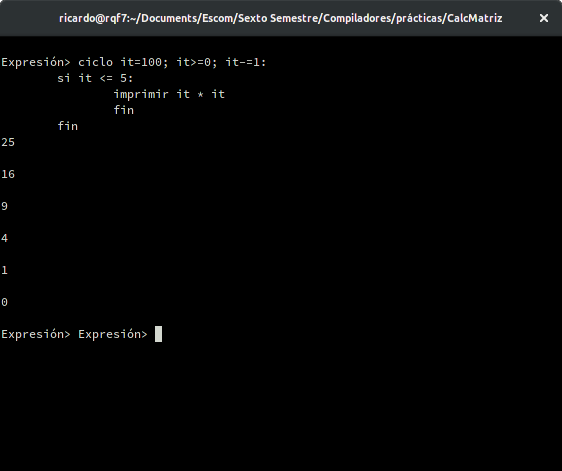 ricardo@rqf7:~/Documents/Escom/Sexto Semestre/Compiladores/prácticas/CalcMatriz
Expresión> ciclo it=100; it>=0; it-=1:
si it <= 5:
imprimir it * it
fin
fin
25
16
9
4
1
0
Expresión> Expresión>